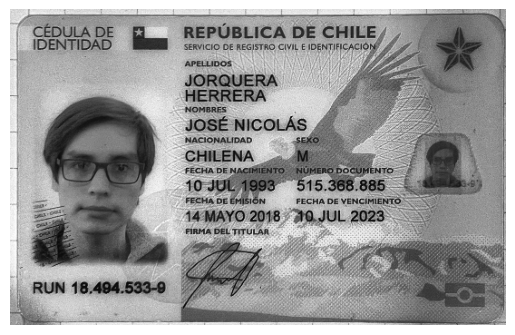 CÉDULA DE
IDENTIDAD
REPÚBLICA DE CHILE
SERVICIO DE REGISTRO CIVIL E IDENTIFICACIÓN
APELLIDOS
JORQUERA
HERRERA
NOMBRES
JOSÉ NICOLÁS
NACIONALIDAD SEXO
CHILENA M
FECHA DE NACIMIENTO NÚMERO DOCUMENTO
10 JUL 1993 515.368.885
FECHA DE EMISIÓN FECHA DE VENCIMIENTO
14 MAYO 2018 10 JUL 2023
FIRMA DEL TITULAR
RUN 18.494.533-9